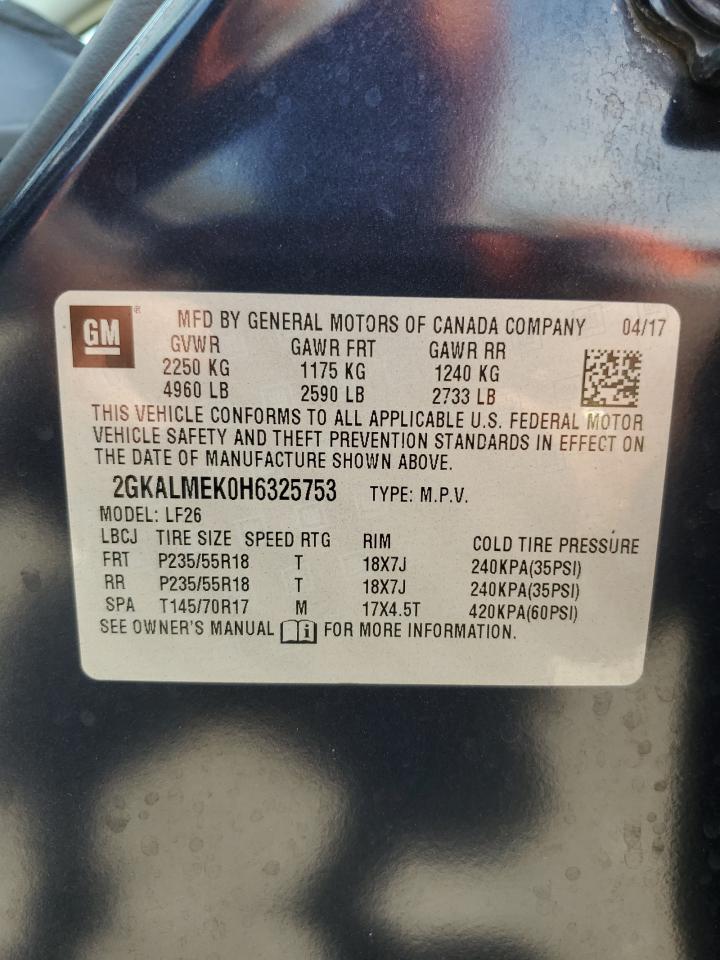 GM ® MFD BY GENERAL MOTORS OF CANADA COMPANY 04/17
GVWR GAWR FRT GAWR RR
2250 KG 1175 KG 1240 KG
4960 LB 2590 LB 2733 LB
THIS VEHICLE CONFORMS TO ALL APPLICABLE U.S. FEDERAL MOTOR
VEHICLE SAFETY AND THEFT PREVENTION STANDARDS IN EFFECT ON
THE DATE OF MANUFACTURE SHOWN ABOVE.
2GKALMEK0H6325753 TYPE: M.P.V.
MODEL: LF26
LBCJ TIRE SIZE SPEED RTG RIM COLD TIRE PRESSURE
FRT P235/55R18 T 18X7J 240KPA(35PSI)
RR P235/55R18 T 18X7J 240KPA(35PSI)
SPA T145/70R17 M 17X4.5T 420KPA(60PSI)
SEE OWNER'S MANUAL i FOR MORE INFORMATION.